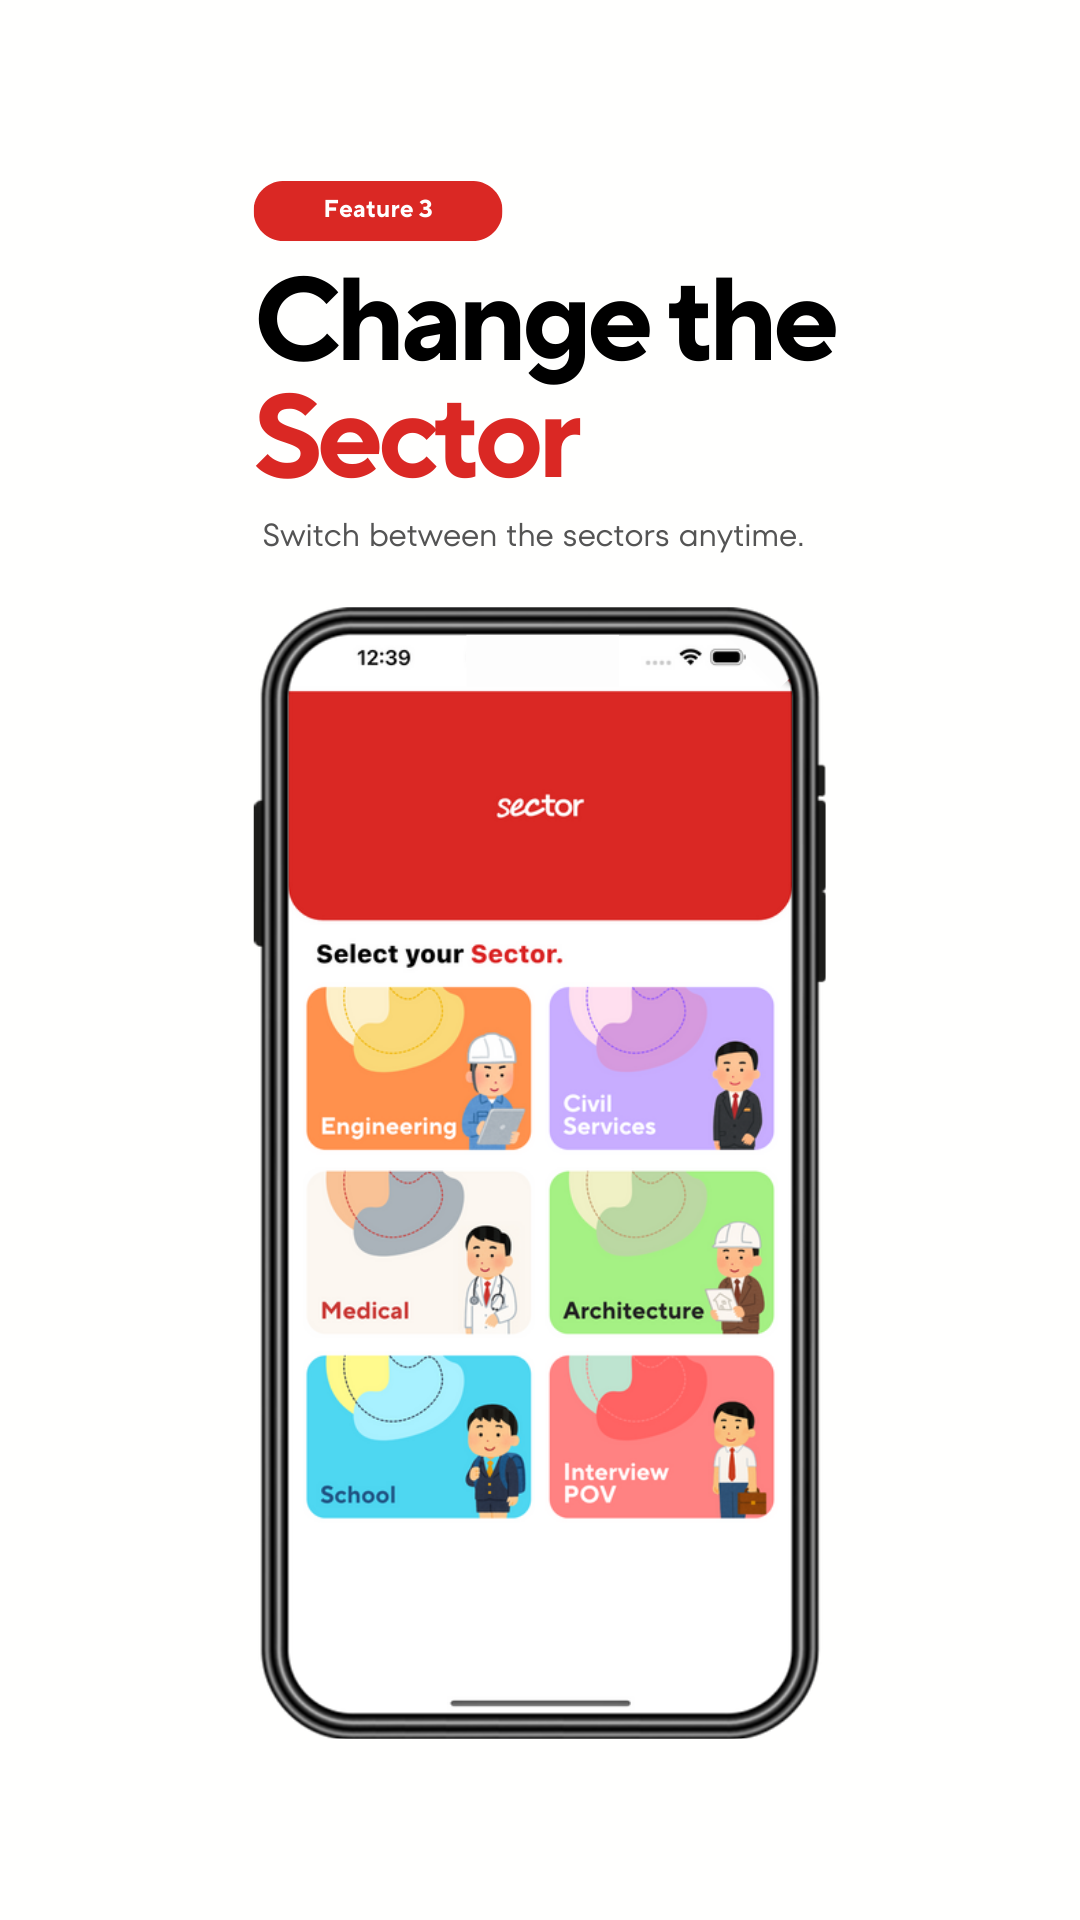 Feature 3
Change the
Sector
Switch between the sectors anytime.
12:39
sector
Select your Sector.
Engineering
Civil
Services
Medical
Architecture
School
Interview
POV